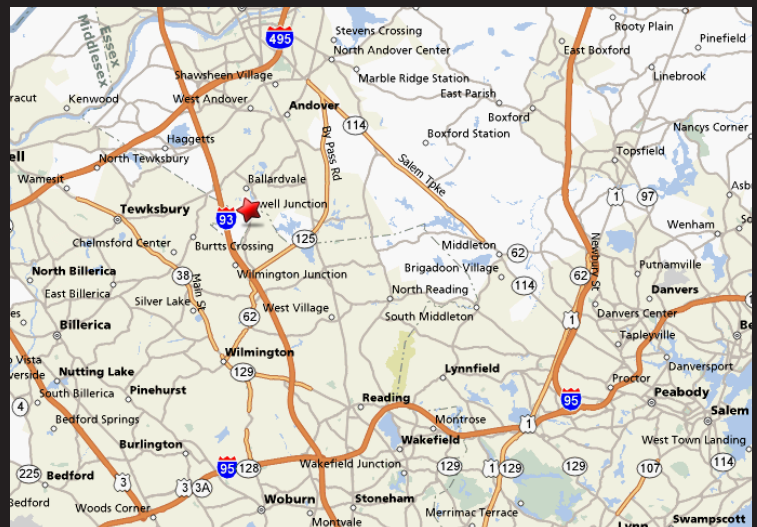 Stevens Crossing
Rooty Plain
495
Pinefield
Essex
Middlesex
North Andover Center
East Boxford
Shawsheen Village
Marble Ridge Station
Linebrook
racut
Kenwood
West Andover
East Parish
Andover
Boxford
114
Nancys Corner
Haggetts
By Pass Rd
Boxford Station
ell
North Tewksbury
Salem Tpke
Topsfield
Wamesit
Ballardvale
1
97
well Junction
Tewksbury
93
Wenham
125
Chelmsford Center
Burtts Crossing
Middleton
62
Newbury St
Brigadoon Village
Putnamville
North Billerica
38
Wilmington Junction
62
114
East Billerica
Main St
North Reading
Danvers
Silver Lake
West Village
62
South Middleton
Danvers Center
1
es
Billerica
Tapleyville
Be
o Vista
Wilmington
verside
Nutting Lake
129
Lynnfield
Danversport
Proctor
South Billerica
Pinehurst
Reading
95
Peabody
4
Bedford Springs
Montrose
1
Salem
Burlington
Wakefield
West Town Landing
95
128
Wakefield Junction
129
1
129
129
107
114
225
Bedford
3
3
3A
Bedford
Woods Corner
Woburn
Stoneham
Merrimac Terrace
Montvale
Lynn
Swampscott